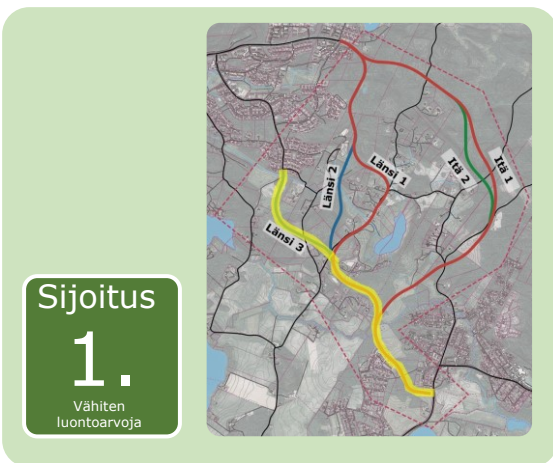 Länsi 2
Länsi 1
Itä 2
Itä 1
Länsi 3
Sijoitus
1.
Vähiten
luontoarvoja